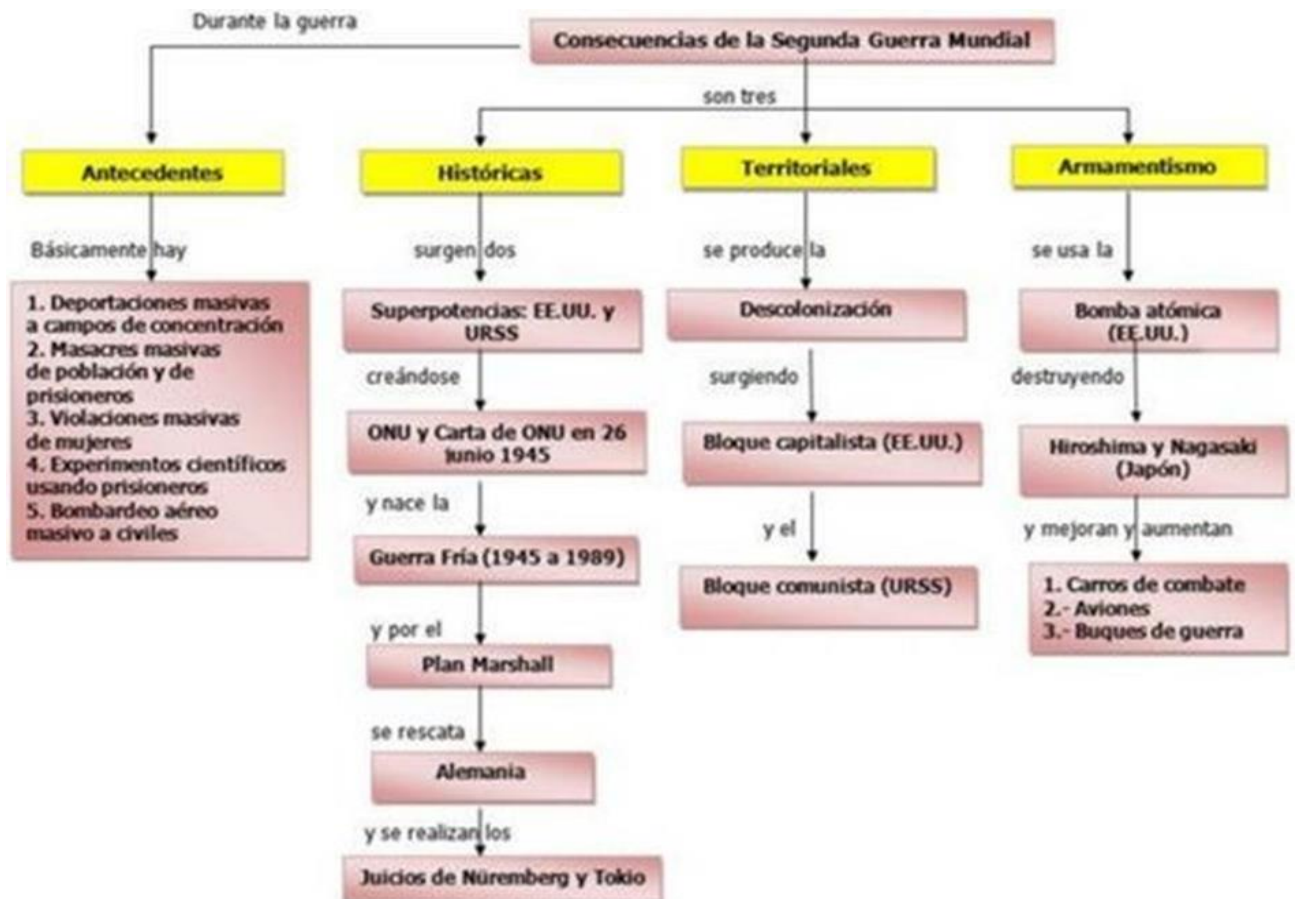 Durante la guerra
Consecuencias de la Segunda Guerra Mundial
son tres
Antecedentes
Básicamente hay
1. Deportaciones masivas
a campos de concentración
2. Masacres masivas
de población y de
prisioneros
3. Violaciones masivas
de mujeres
4. Experimentos científicos
usando prisioneros
5. Bombardeo aéreo
masivo a civiles
Históricas
surgen dos
Superpotencias: EE.UU. y
URSS
creándose
ONU y Carta de ONU en 26
junio 1945
y nace la
Guerra Fría (1945 a 1989)
y por el
Plan Marshall
se rescata
Alemania
y se realizan los
Juicios de Nüremberg y Tokio
Territoriales
se produce la
Descolonización
surgiendo
Bloque capitalista (EE.UU.)
y el
Bloque comunista (URSS)
Armamentismo
se usa la
Bomba atómica
(EE.UU.)
destruyendo
Hiroshima y Nagasaki
(Japón)
y mejoran y aumentan
1. Carros de combate
2.- Aviones
3.- Buques de guerra